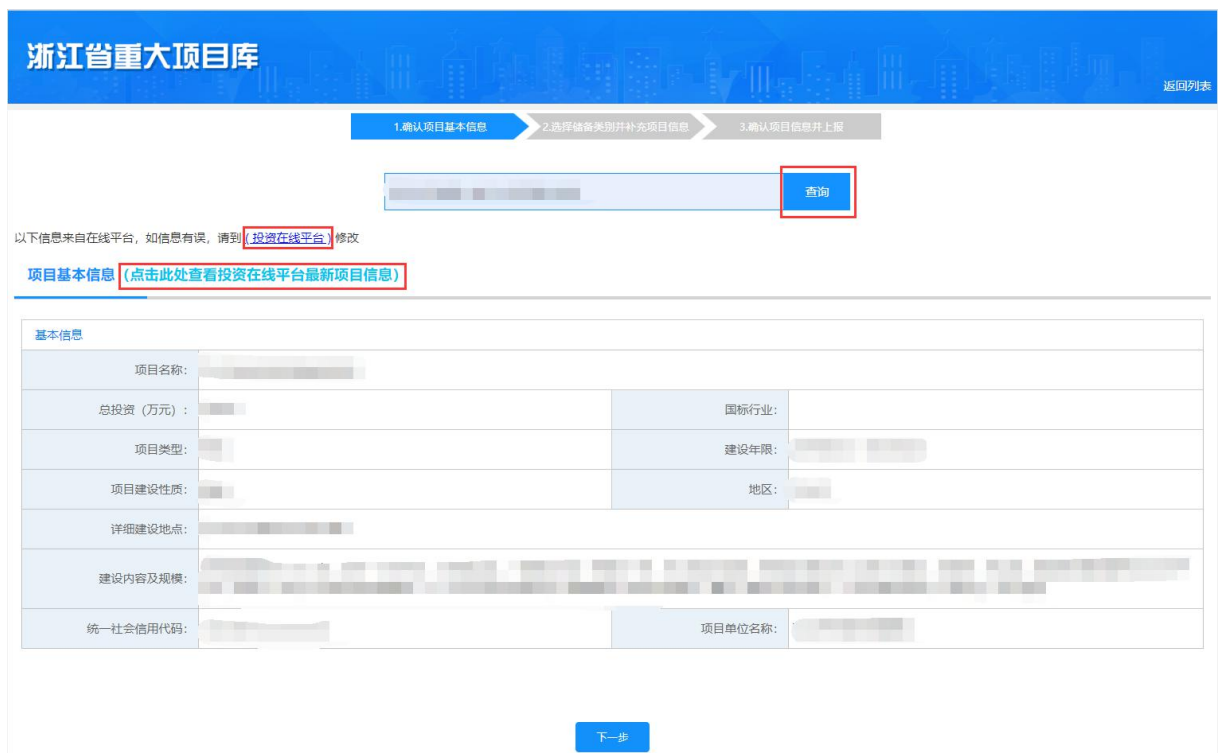 浙江省重大项目库
返回列表
1.确认项目基本信息 2.选择储备类别并补充项目信息 3.确认项目信息并上报
查询
以下信息来自在线平台，如信息有误，请到（投资在线平台）修改
项目基本信息（点击此处查看投资在线平台最新项目信息）
基本信息
项目名称：
总投资（万元）： 国标行业：
项目类型： 建设年限：
项目建设性质： 地区：
详细建设地点：
建设内容及规模：
统一社会信用代码： 项目单位名称：
下一步